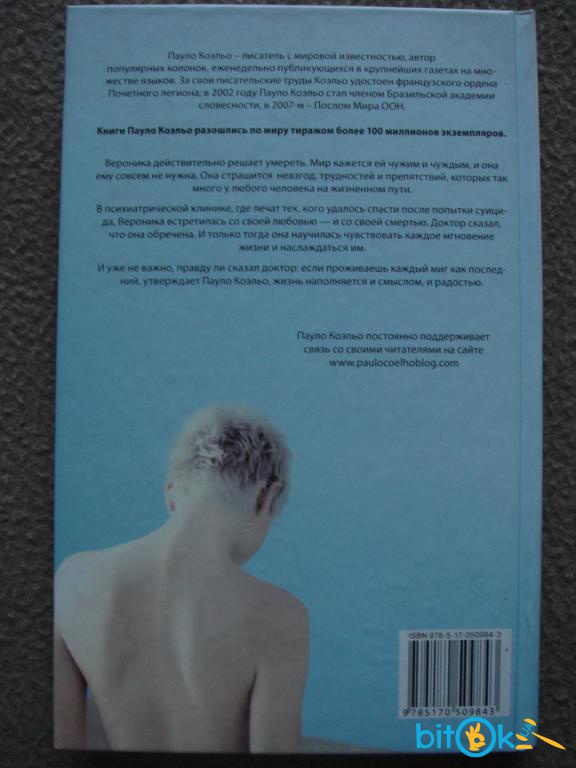 Пауло Коэльо – писатель с мировой известностью, автор
популярных колонок, еженедельно публикующихся в крупнейших газетах на мно-
жестве языков. За свои писательские труды Коэльо удостоен французского ордена
Почетного легиона; в 2002 году Пауло Коэльо стал членом Бразильской академии
словесности, в 2007-м – Послом Мира ООН.
Книги Пауло Коэльо разошлись по миру тиражом более 100 миллионов экземпляров.
Вероника действительно решает умереть. Мир кажется ей чужим и чуждым, и она
ему совсем не нужна. Она страшится невзгод, трудностей и препятствий, которых так
много у любого человека на жизненном пути.
В психиатрической клинике, где лечат тех, кого удалось спасти после попытки суици-
да, Вероника встретилась со своей любовью — и со своей смертью. Доктор сказал,
что она обречена. И только тогда она научилась чувствовать каждое мгновение
жизни и наслаждаться им.
И уже не важно, правду ли сказал доктор: если проживаешь каждый миг как послед-
ний, утверждает Пауло Коэльо, жизнь наполняется и смыслом, и радостью.
Пауло Коэльо постоянно поддерживает
связь со своими читателями на сайте
www.paulocoelhoblog.com
ISBN 978-5-17-050984-3
9785170509843
bitOk.UA